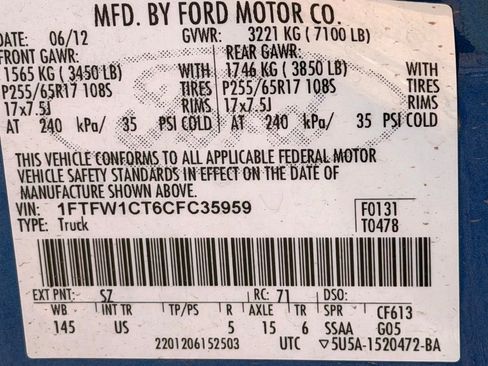 MFD. BY FORD MOTOR CO.
DATE: 06/12 GVWR: 3221 KG ( 7100 LB)
FRONT GAWR: REAR GAWR:
1565 KG ( 3450 LB) WITH 1746 KG ( 3850 LB) WITH
P255/65R17 108S TIRES P255/65R17 108S TIRES
17x7.5J RIMS 17x7.5J RIMS
AT 240 kPa/ 35 PSI COLD AT 240 kPa/ 35 PSI COLD
THIS VEHICLE CONFORMS TO ALL APPLICABLE FEDERAL MOTOR
VEHICLE SAFETY STANDARDS IN EFFECT ON THE DATE OF
MANUFACTURE SHOWN ABOVE.
VIN: 1FTFW1CT6CFC35959 F0131
TYPE: Truck T0478
EXT PNT: SZ RC: 71 DSO:
WB INT TR TP/PS R AXLE TR SPR CF613
145 US 5 15 6 SSAA G05
2201206152503 UTC ▽5U5A-1520472-BA